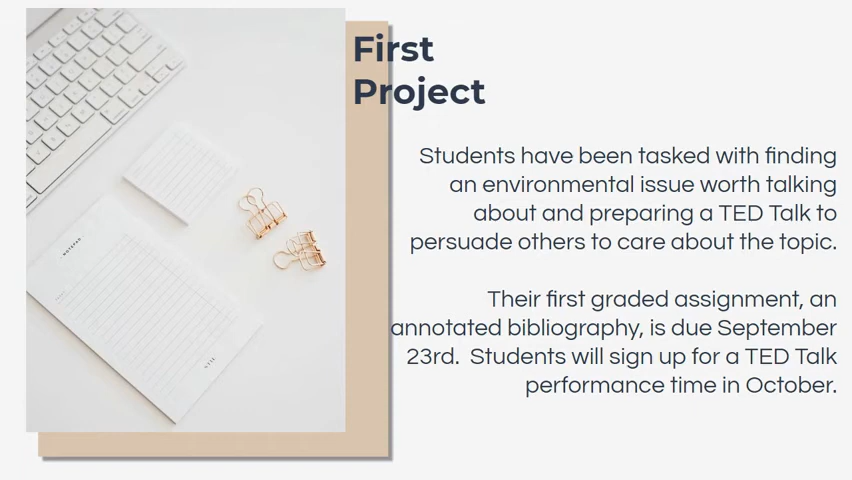 First
Project
Students have been tasked with finding
an environmental issue worth talking
about and preparing a TED Talk to
persuade others to care about the topic.
Their first graded assignment, an
annotated bibliography, is due September
23rd.  Students will sign up for a TED Talk
performance time in October.
NOTEPAD